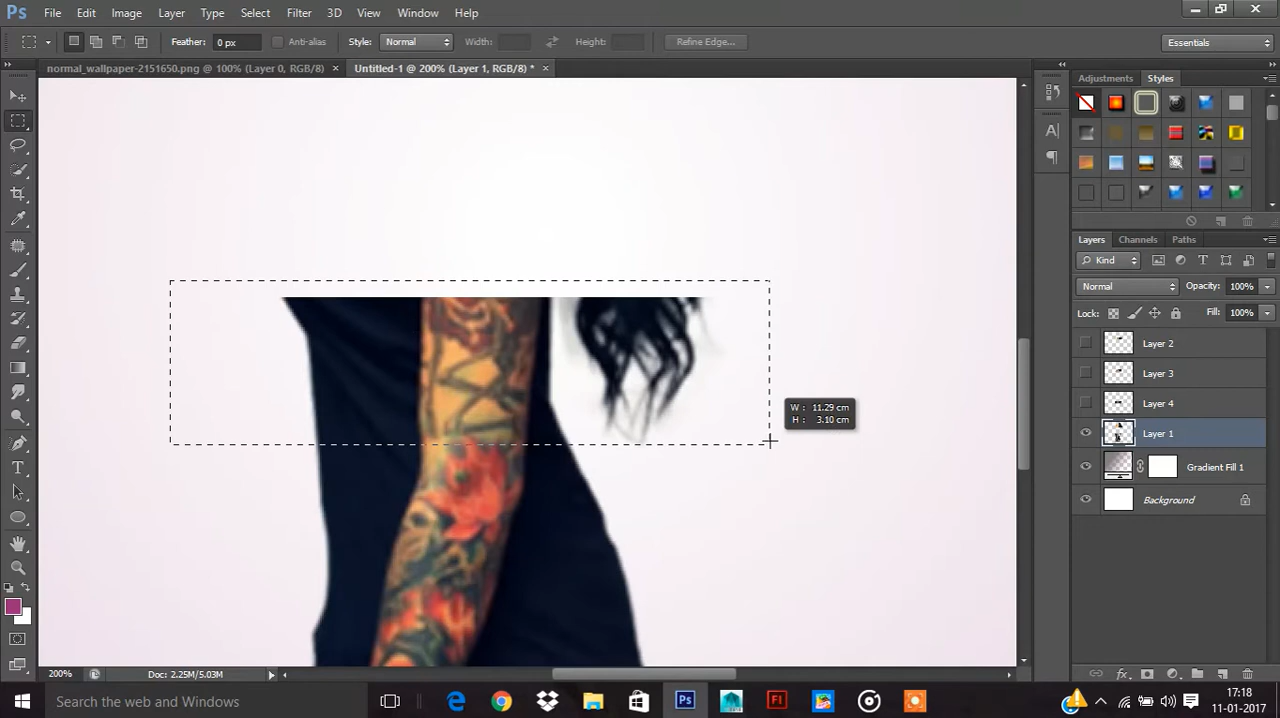 Ps File Edit Image Layer Type Select Filter 3D View Window Help
Feather: 0 px Anti-alias Style: Normal Width: Height: Refine Edge... Essentials
normal_wallpaper-2151650.png @ 100% (Layer 0, RGB/8) × Untitled-1 @ 200% (Layer 1, RGB/8) * ×
Adjustments Styles
Layers Channels Paths
Kind
Normal Opacity: 100%
Lock: Fill: 100%
Layer 2
Layer 3
Layer 4
Layer 1
Gradient Fill 1
Background
W: 11.29 cm
H: 3.10 cm
200% Doc: 2.25M/5.03M
Search the web and Windows
Ps Fl
17:18
11-01-2017